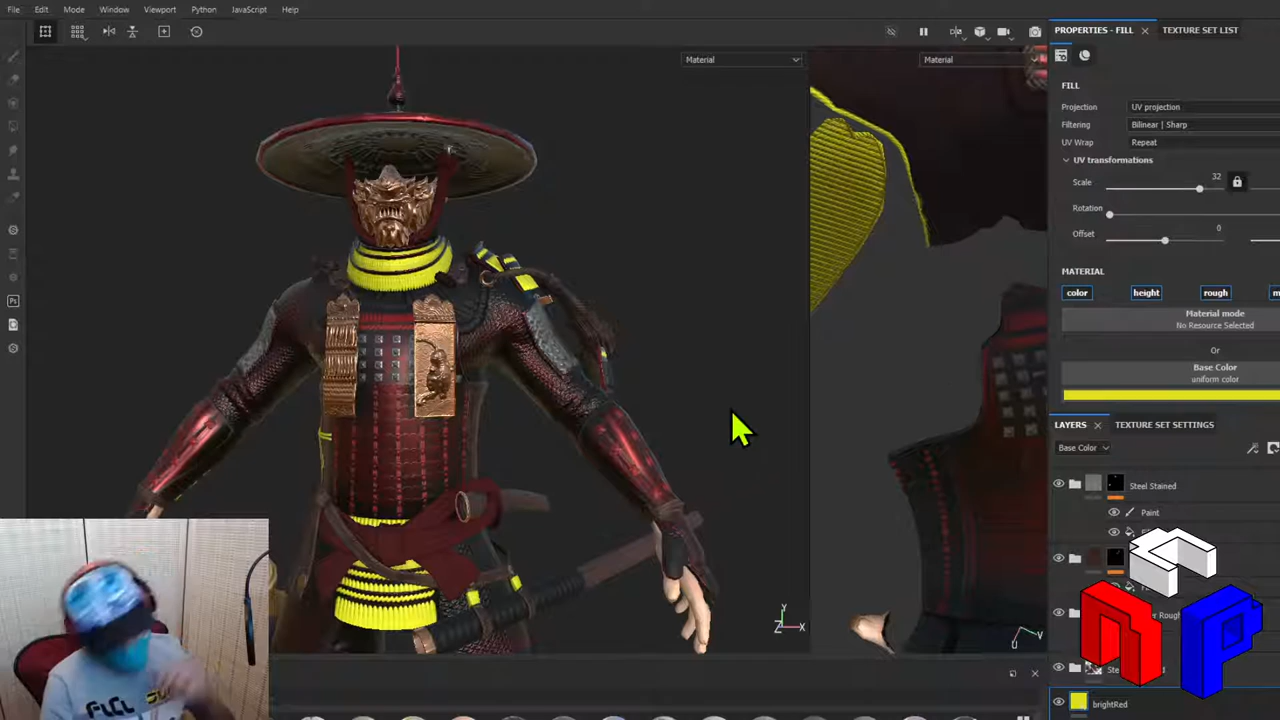 File Edit Mode Window Viewport Python JavaScript Help
Material
Material
PROPERTIES - FILL
TEXTURE SET LIST
FILL
Projection UV projection
Filtering Bilinear | Sharp
UV Wrap Repeat
UV transformations
Scale 32
Rotation
Offset 0
MATERIAL
color height rough m
Material mode
No Resource Selected
Or
Base Color
uniform color
LAYERS
TEXTURE SET SETTINGS
Base Color
Steel Stained
Paint
brightRed
Ps
Y
Z X
U V
FLCL